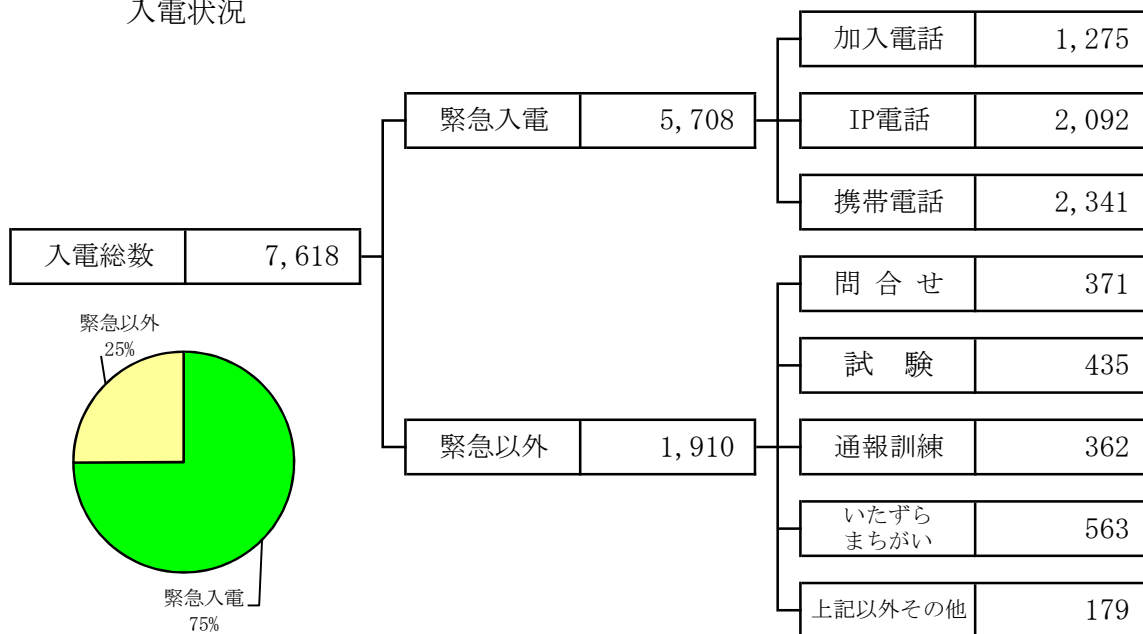 入電状況
入電総数 7,618
緊急入電 5,708
加入電話 1,275
IP電話 2,092
携帯電話 2,341
緊急以外 1,910
問合せ 371
試験 435
通報訓練 362
いたずら
まちがい 563
上記以外その他 179
緊急以外
25%
緊急入電
75%